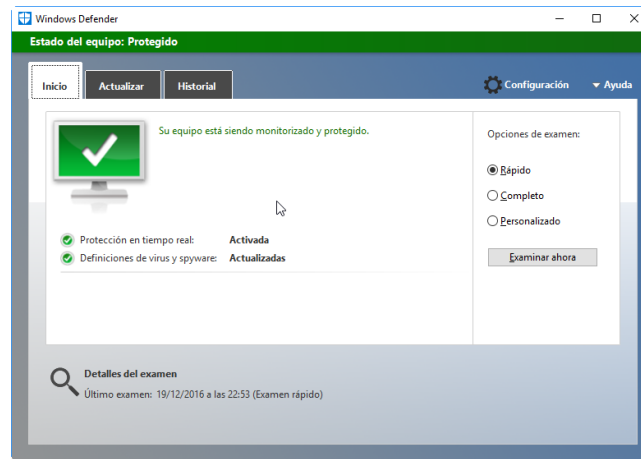 Windows Defender
Estado del equipo: Protegido
Inicio
Actualizar
Historial
Configuración
Ayuda
Su equipo está siendo monitorizado y protegido.
Protección en tiempo real: Activada
Definiciones de virus y spyware: Actualizadas
Opciones de examen:
Rápido
Completo
Personalizado
Examinar ahora
Detalles del examen
Último examen: 19/12/2016 a las 22:53 (Examen rápido)